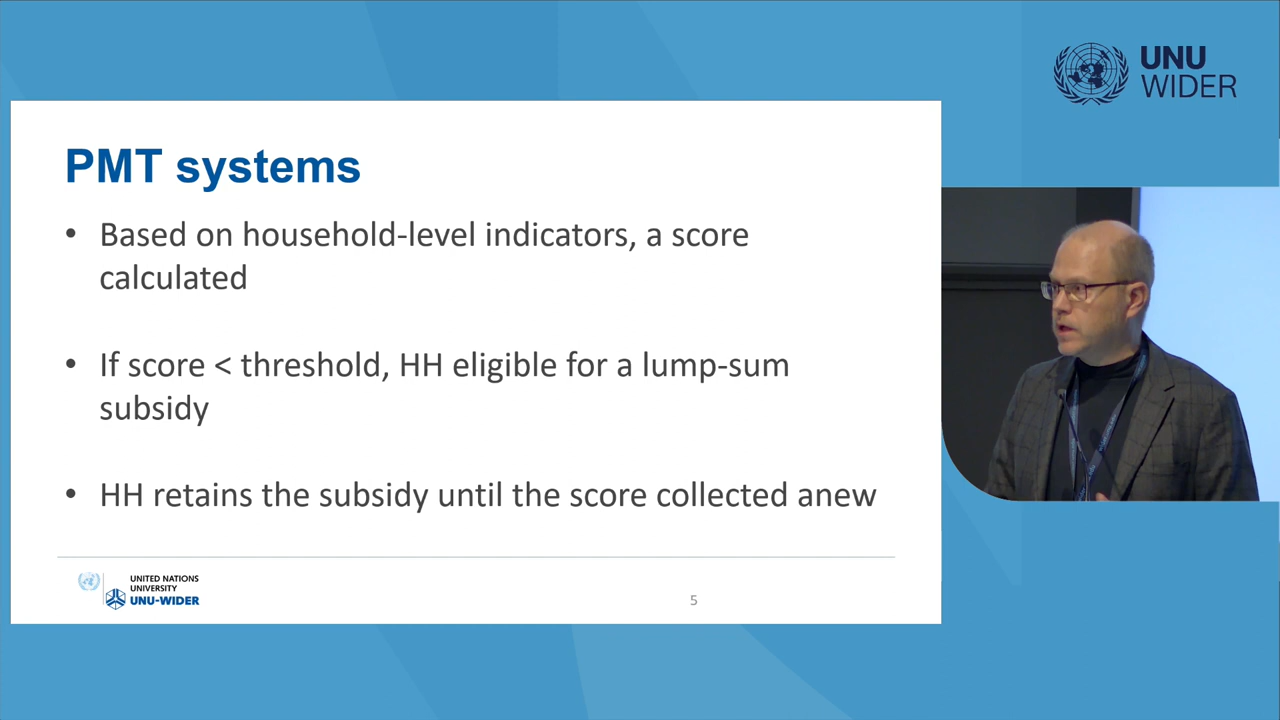 UNU
WIDER
PMT systems
• Based on household-level indicators, a score
calculated
• If score < threshold, HH eligible for a lump-sum
subsidy
• HH retains the subsidy until the score collected anew
UNITED NATIONS
UNIVERSITY
UNU-WIDER
5